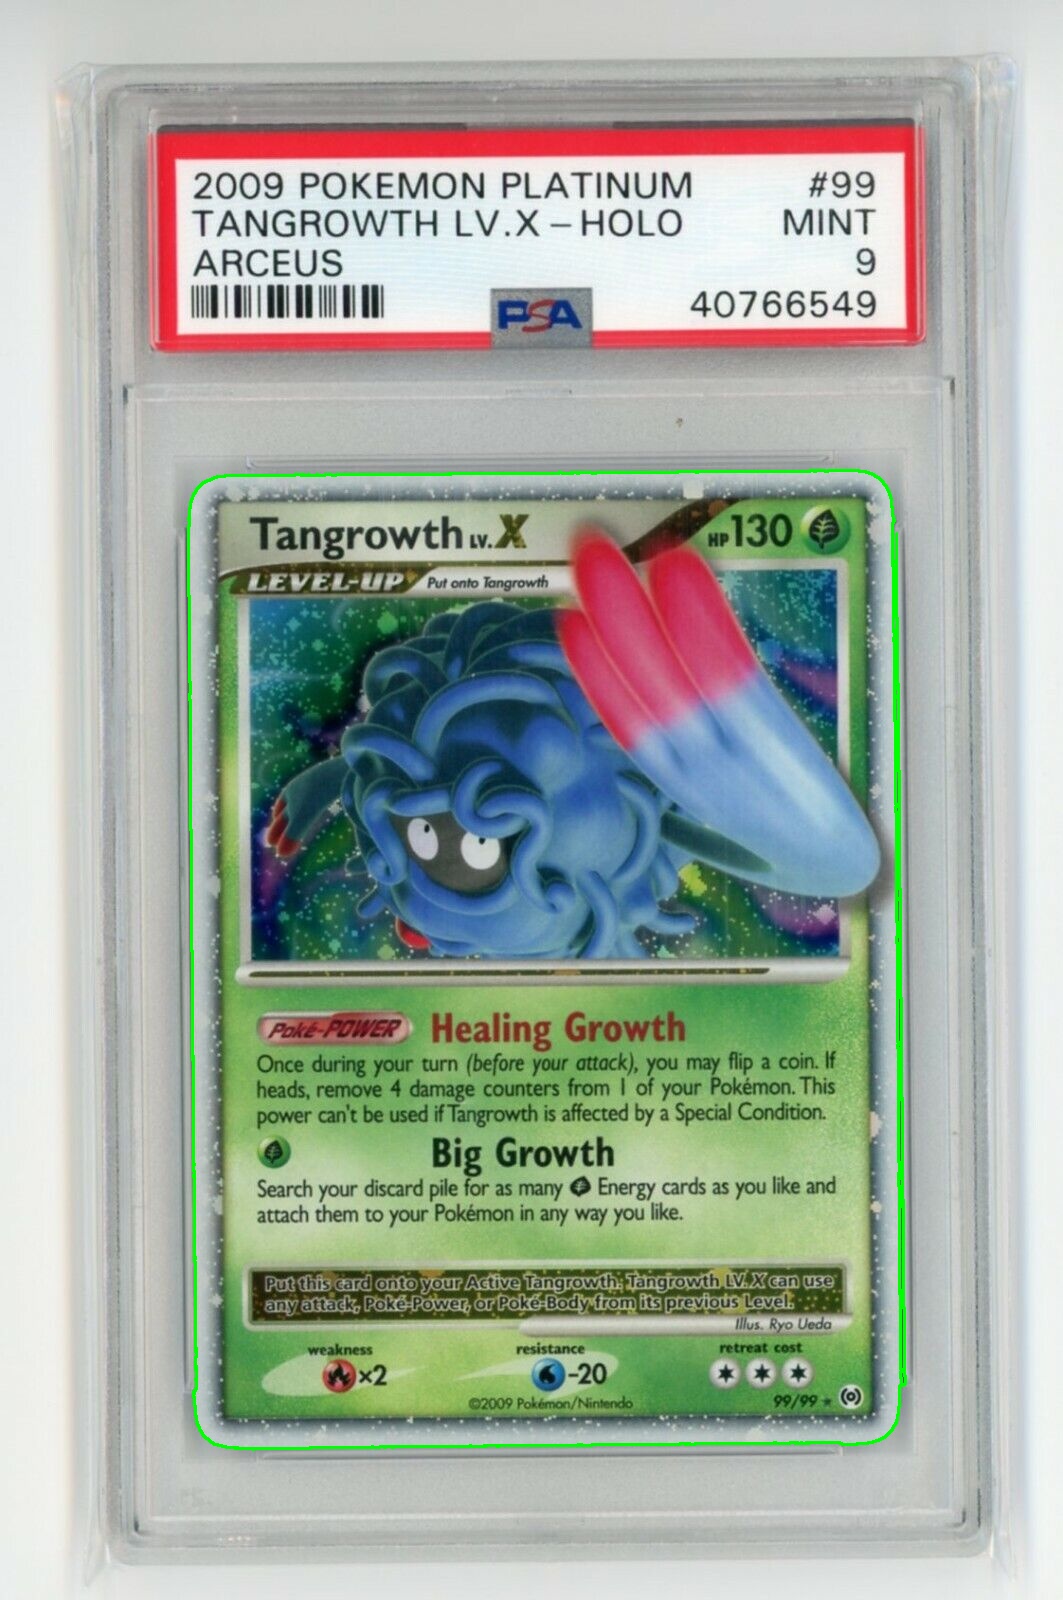 2009 POKEMON PLATINUM #99
TANGROWTH LV.X – HOLO MINT
ARCEUS 9
40766549
PSA
Tangrowth LV.X HP 130
LEVEL-UP Put onto Tangrowth
Poké-POWER Healing Growth
Once during your turn (before your attack), you may flip a coin. If
heads, remove 4 damage counters from 1 of your Pokémon. This
power can't be used if Tangrowth is affected by a Special Condition.
Big Growth
Search your discard pile for as many Energy cards as you like and
attach them to your Pokémon in any way you like.
Put this card onto your Active Tangrowth. Tangrowth LV.X can use
any attack, Poké-Power, or Poké-Body from its previous Level.
Illus. Ryo Ueda
weakness resistance retreat cost
×2 -20
©2009 Pokémon/Nintendo 99/99 ★